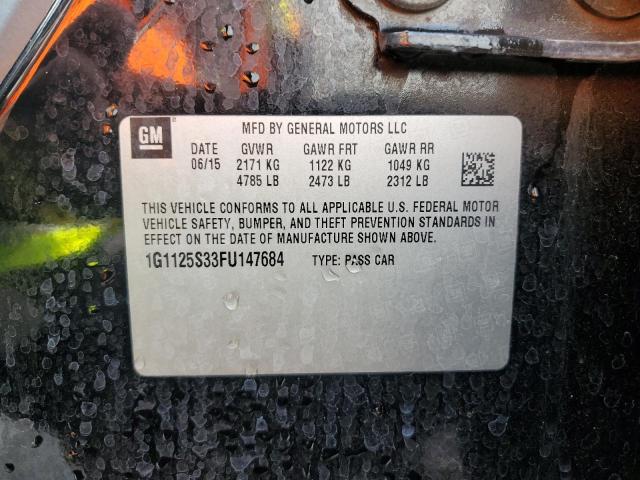 GM
®
MFD BY GENERAL MOTORS LLC
DATE GVWR GAWR FRT GAWR RR
06/15 2171 KG 1122 KG 1049 KG
4785 LB 2473 LB 2312 LB
THIS VEHICLE CONFORMS TO ALL APPLICABLE U.S. FEDERAL MOTOR
VEHICLE SAFETY, BUMPER, AND THEFT PREVENTION STANDARDS IN
EFFECT ON THE DATE OF MANUFACTURE SHOWN ABOVE.
1G1125S33FU147684 TYPE: PASS CAR